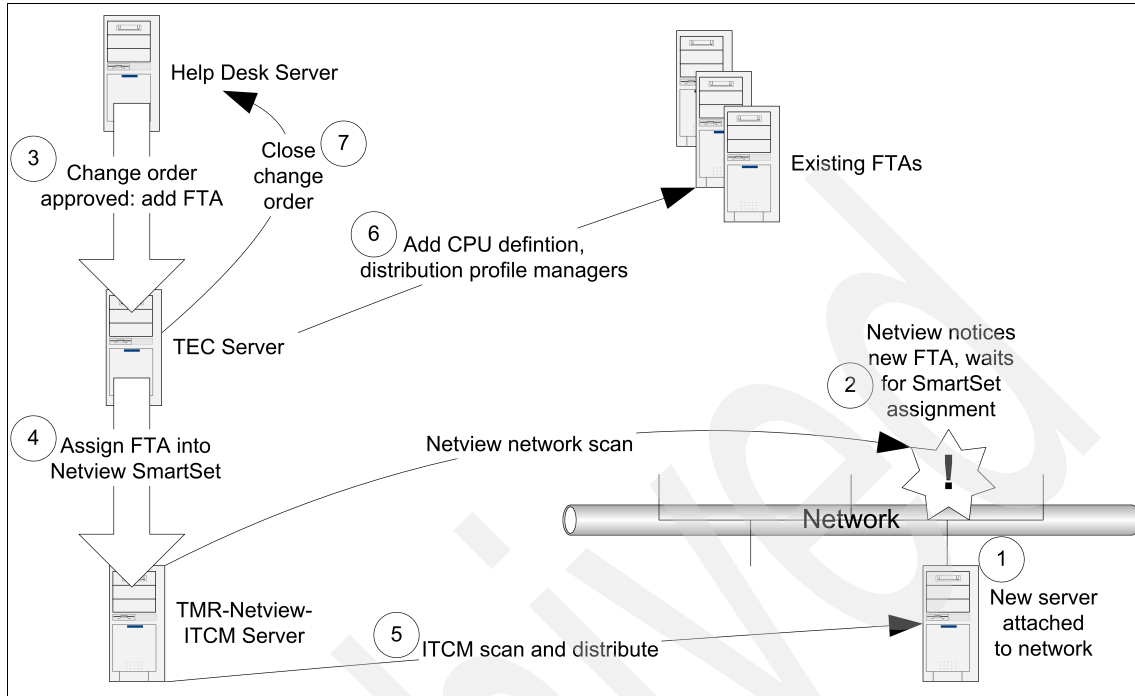 Help Desk Server
3
Change order
approved: add FTA
7
Close
change
order
Existing FTAs
6
Add CPU defintion,
distribution profile managers
TEC Server
Netview notices
new FTA, waits
2
for SmartSet
assignment
4
Assign FTA into
Netview SmartSet
Netview network scan
!
Network
1
New server
attached
to network
TMR-Netview-
ITCM Server
5
ITCM scan and distribute